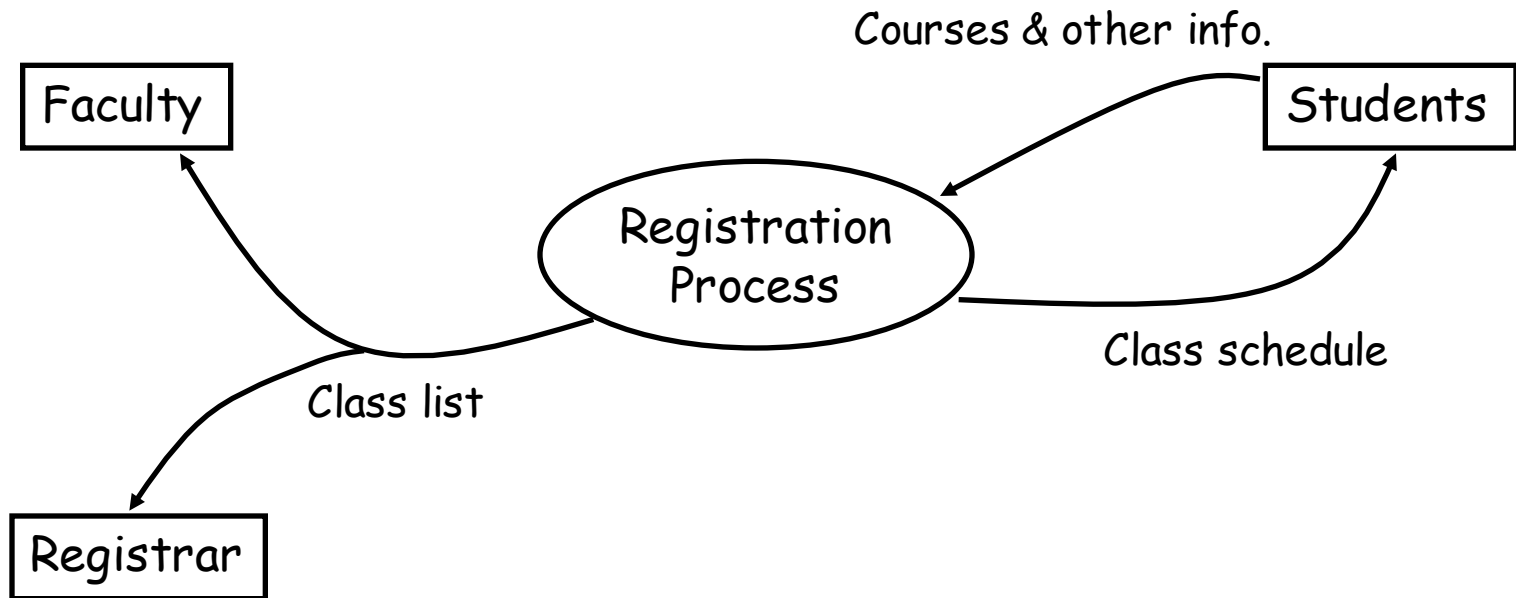 Courses & other info.
Faculty
Students
Registration
Process
Class schedule
Class list
Registrar